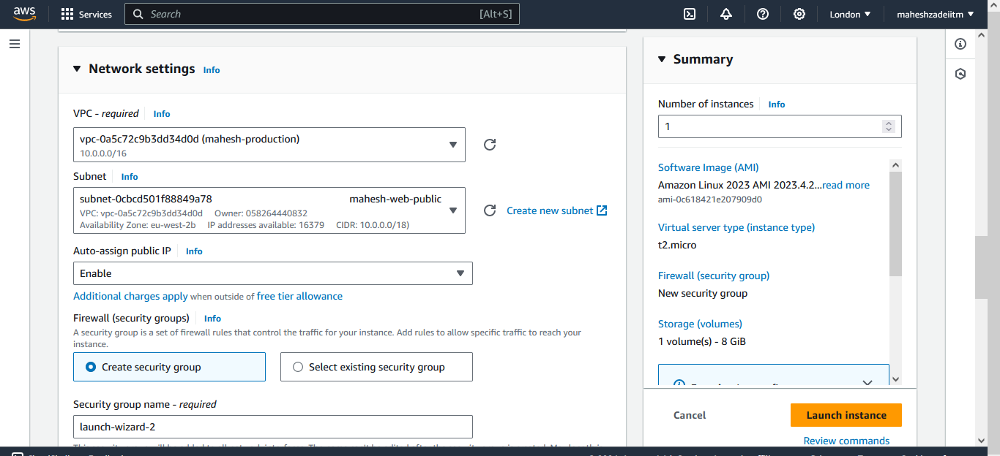 aws Services Search [Alt+S] London maheshzadeiitm
Network settings Info
VPC - required Info
vpc-0a5c72c9b3dd34d0d (mahesh-production)
10.0.0.0/16
Subnet Info
subnet-0cbcd501f88849a78 mahesh-web-public
VPC: vpc-0a5c72c9b3dd34d0d Owner: 058264440832
Availability Zone: eu-west-2b IP addresses available: 16379 CIDR: 10.0.0.0/18)
Create new subnet
Auto-assign public IP Info
Enable
Additional charges apply when outside of free tier allowance
Firewall (security groups) Info
A security group is a set of firewall rules that control the traffic for your instance. Add rules to allow specific traffic to reach your
instance.
Create security group Select existing security group
Security group name - required
launch-wizard-2
Summary
Number of instances Info
1
Software Image (AMI)
Amazon Linux 2023 AMI 2023.4.2...read more
ami-0c618421e207909d0
Virtual server type (instance type)
t2.micro
Firewall (security group)
New security group
Storage (volumes)
1 volume(s) - 8 GiB
Cancel Launch instance
Review commands